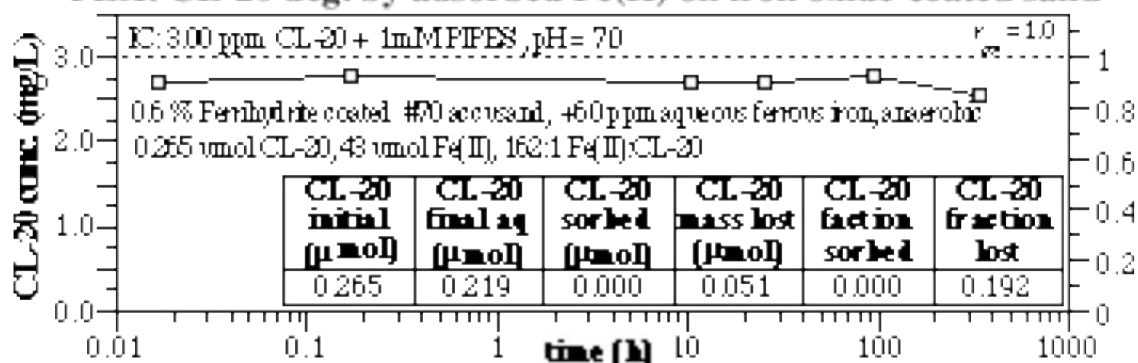 IC: 3.00 ppm CL-20 + 1mM PIPES, pH = 70
= 1.0
0.6 % Ferrihydrite coated #70 accusand, +60 ppm aqueous ferrous iron, anaerobic
0.265 umol CL-20, 43 umol Fe(II), 162:1 Fe(II):CL-20
CL-20 conc. (mg/L)
3.0
2.0
1.0
0.0
1
0.8
0.6
0.4
0.2
0
CL-20 initial (µmol)
CL-20 final aq (µmol)
CL-20 sorbed (µmol)
CL-20 mass lost (µmol)
CL-20 faction sorbed
CL-20 fraction lost
0.265 0.219 0.000 0.051 0.000 0.192
0.01 0.1 1 10 100 1000
time [h]